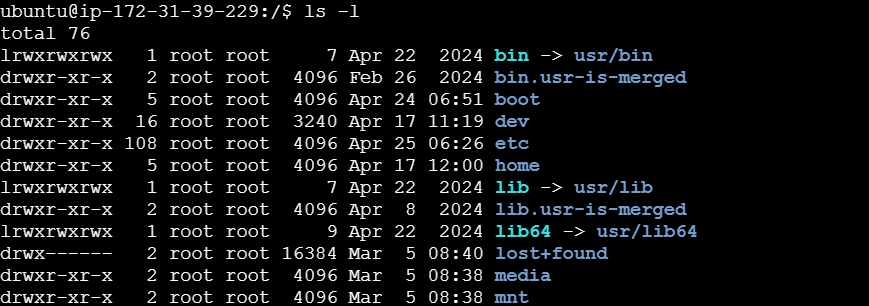 ubuntu@ip-172-31-39-229:/$ ls -l
total 76
lrwxrwxrwx   1 root root     7 Apr 22  2024 bin -> usr/bin
drwxr-xr-x   2 root root  4096 Feb 26  2024 bin.usr-is-merged
drwxr-xr-x   5 root root  4096 Apr 24 06:51 boot
drwxr-xr-x  16 root root  3240 Apr 17 11:19 dev
drwxr-xr-x 108 root root  4096 Apr 25 06:26 etc
drwxr-xr-x   5 root root  4096 Apr 17 12:00 home
lrwxrwxrwx   1 root root     7 Apr 22  2024 lib -> usr/lib
drwxr-xr-x   2 root root  4096 Apr  8  2024 lib.usr-is-merged
lrwxrwxrwx   1 root root     9 Apr 22  2024 lib64 -> usr/lib64
drwx------   2 root root 16384 Mar  5 08:40 lost+found
drwxr-xr-x   2 root root  4096 Mar  5 08:38 media
drwxr-xr-x   2 root root  4096 Mar  5 08:38 mnt